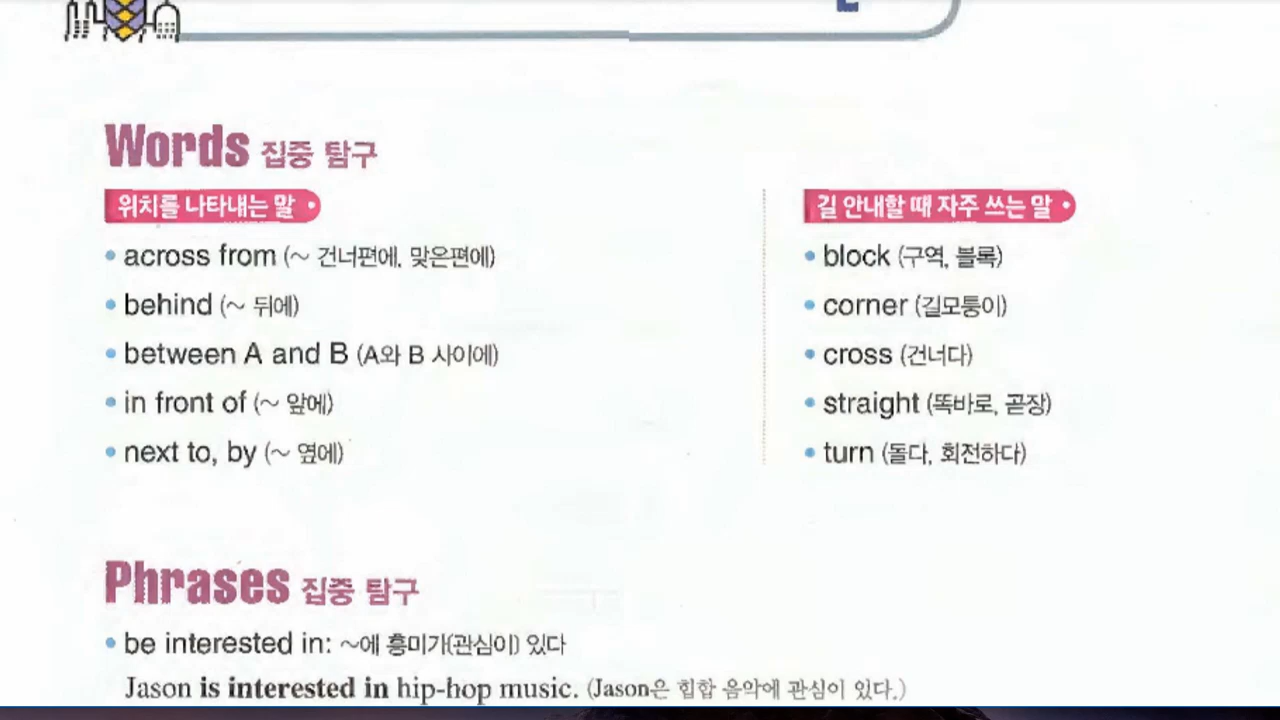 Words 집중 탐구
위치를 나타내는 말
across from (~ 건너편에, 맞은편에)
behind (~ 뒤에)
between A and B (A와 B 사이에)
in front of (~ 앞에)
next to, by (~ 옆에)
길 안내할 때 자주 쓰는 말
block (구역, 블록)
corner (길모퉁이)
cross (건너다)
straight (똑바로, 곧장)
turn (돌다, 회전하다)
Phrases 집중 탐구
be interested in: ~에 흥미가(관심이) 있다
Jason is interested in hip-hop music. (Jason은 힙합 음악에 관심이 있다.)